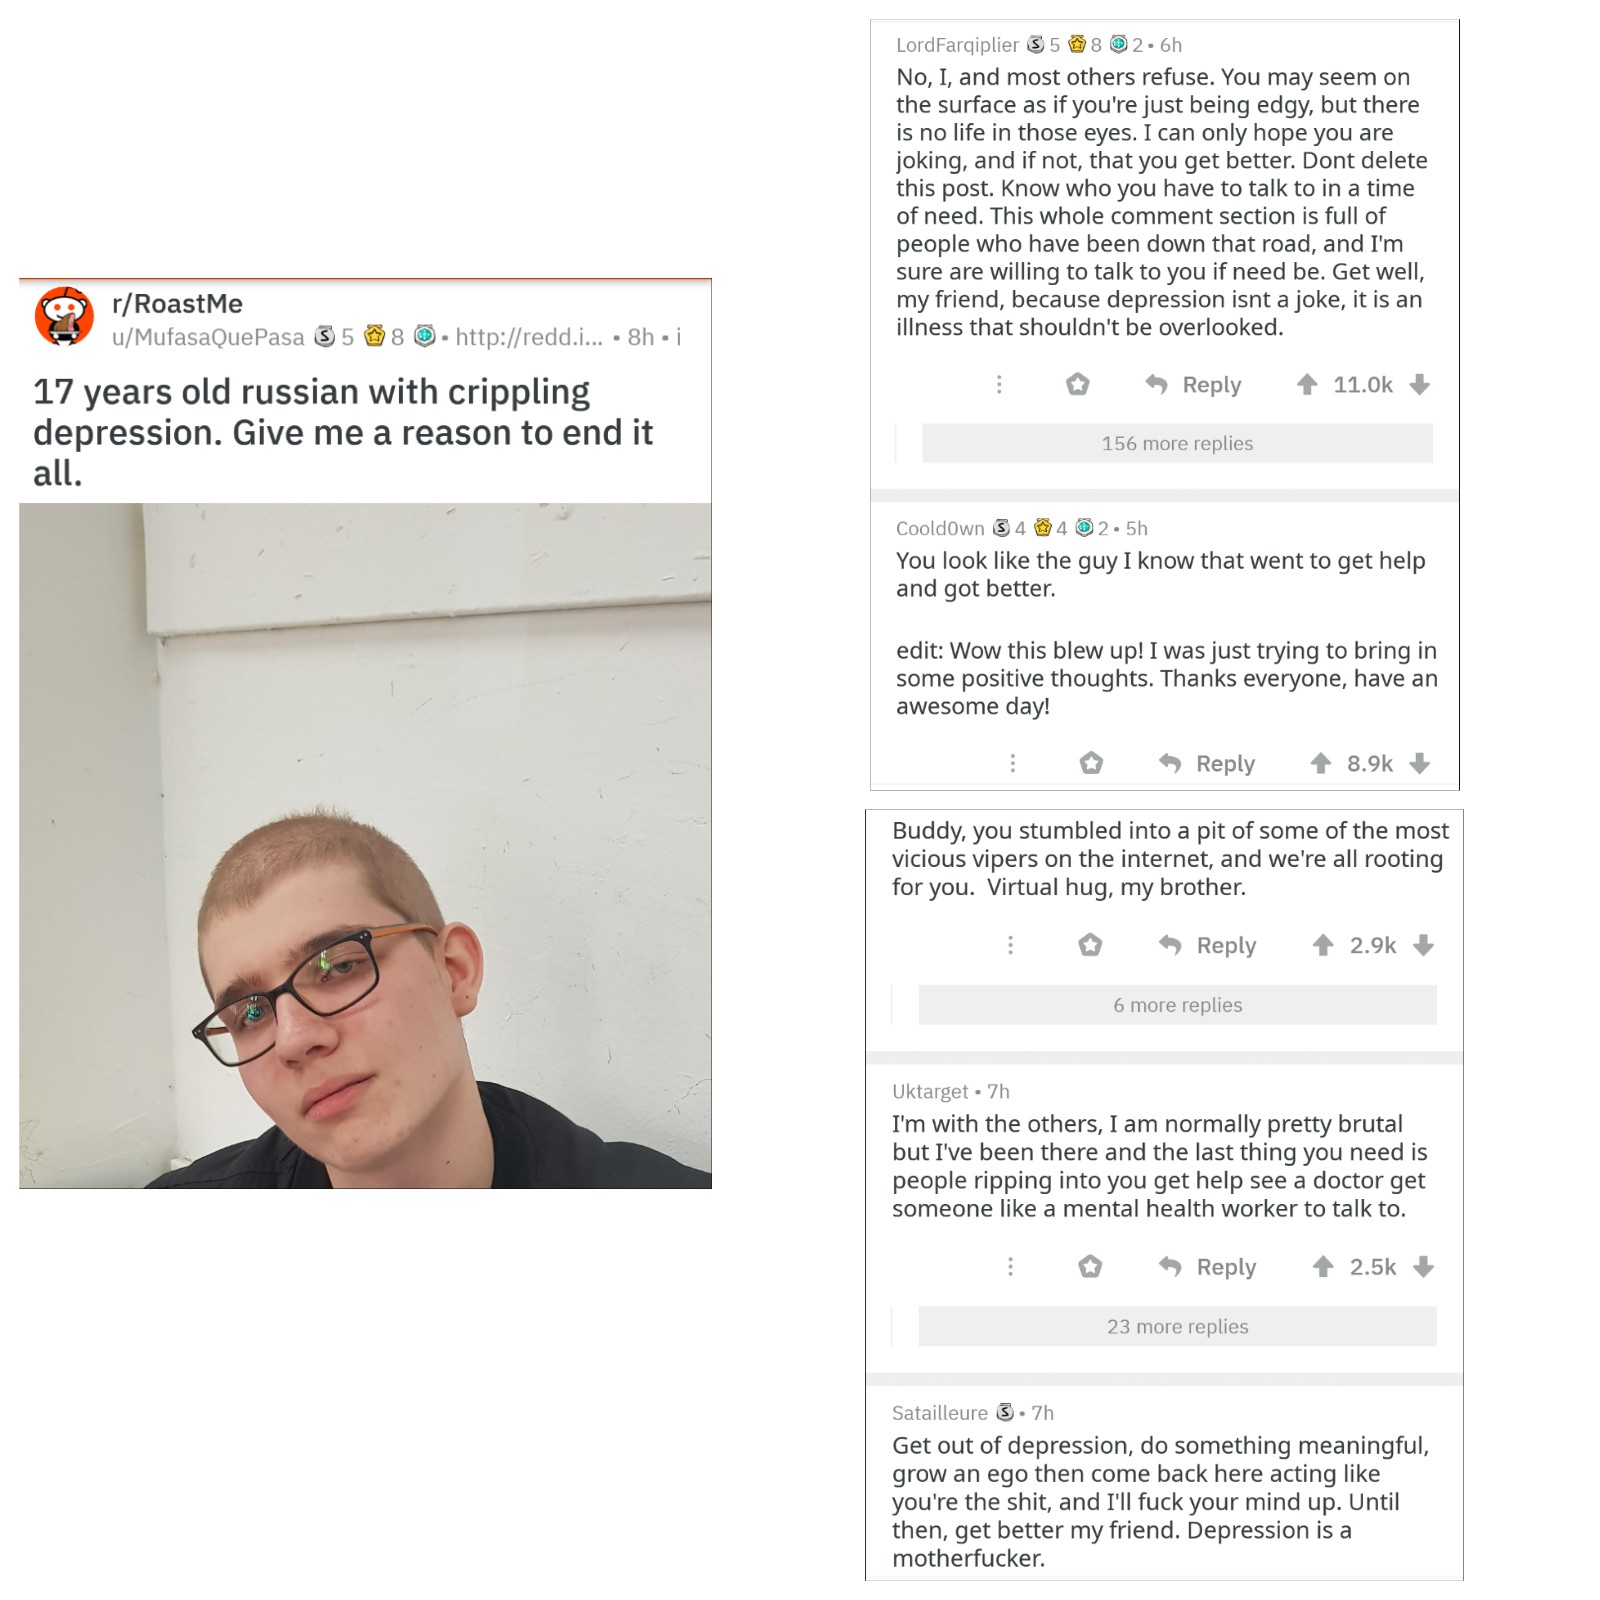 r/RoastMe
u/MufasaQuePasa 5 8 • http://redd.i... • 8h • i
17 years old russian with crippling
depression. Give me a reason to end it
all.
LordFarqiplier 5 8 2 • 6h
No, I, and most others refuse. You may seem on
the surface as if you're just being edgy, but there
is no life in those eyes. I can only hope you are
joking, and if not, that you get better. Dont delete
this post. Know who you have to talk to in a time
of need. This whole comment section is full of
people who have been down that road, and I'm
sure are willing to talk to you if need be. Get well,
my friend, because depression isnt a joke, it is an
illness that shouldn't be overlooked.
Reply 11.0k
156 more replies
Coold0wn 4 4 2 • 5h
You look like the guy I know that went to get help
and got better.
edit: Wow this blew up! I was just trying to bring in
some positive thoughts. Thanks everyone, have an
awesome day!
Reply 8.9k
Buddy, you stumbled into a pit of some of the most
vicious vipers on the internet, and we're all rooting
for you. Virtual hug, my brother.
Reply 2.9k
6 more replies
Uktarget • 7h
I'm with the others, I am normally pretty brutal
but I've been there and the last thing you need is
people ripping into you get help see a doctor get
someone like a mental health worker to talk to.
Reply 2.5k
23 more replies
Satailleure S • 7h
Get out of depression, do something meaningful,
grow an ego then come back here acting like
you're the shit, and I'll fuck your mind up. Until
then, get better my friend. Depression is a
motherfucker.